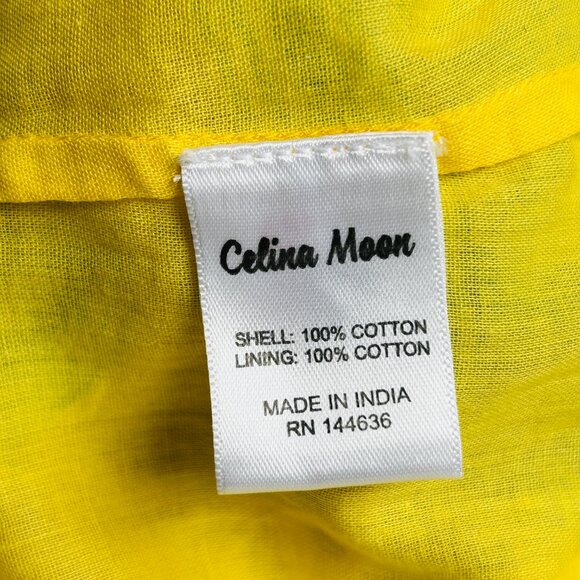 Celina Moon
SHELL: 100% COTTON
LINING: 100% COTTON
MADE IN INDIA
RN 144636